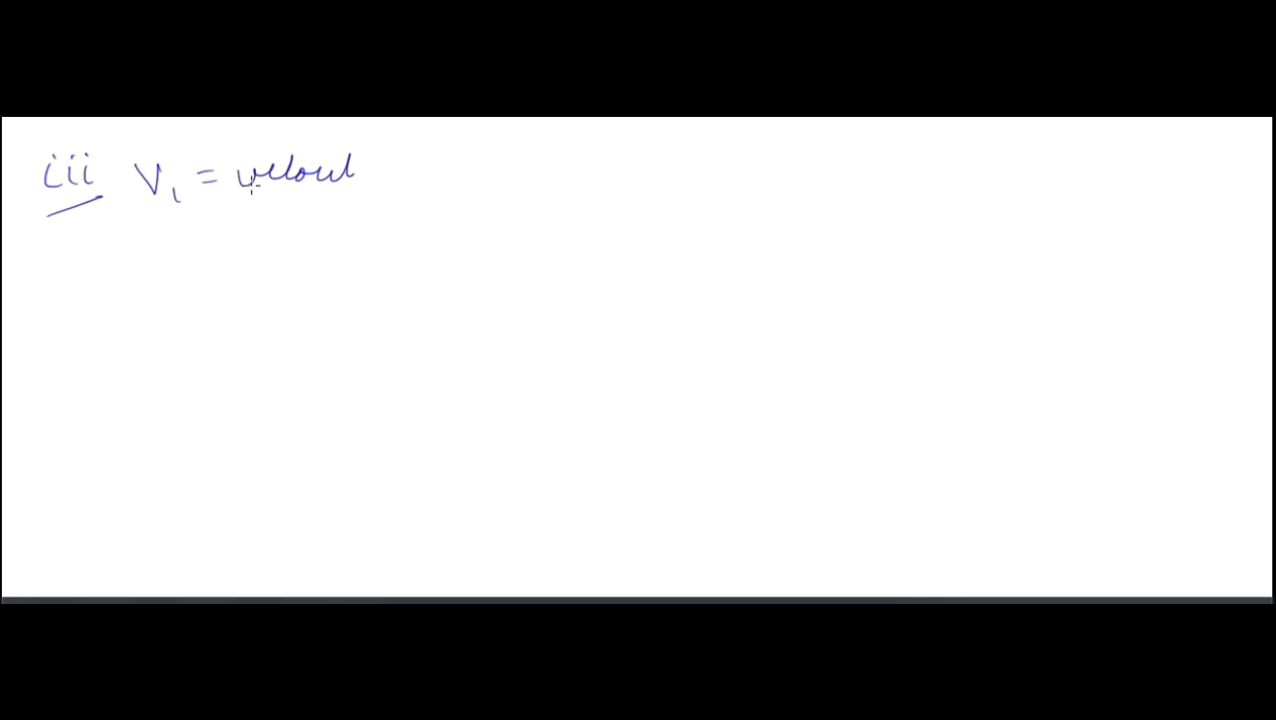 iii V₁ = velocit